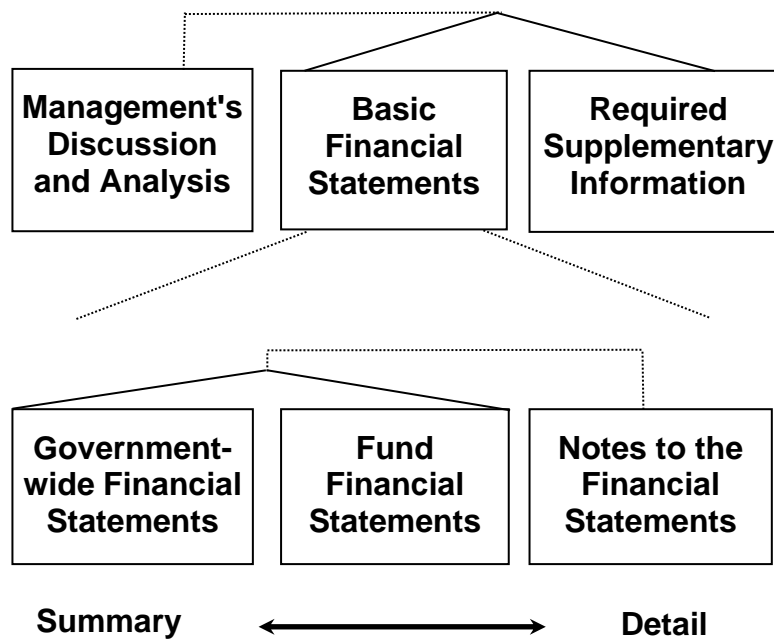 Management's
Discussion
and Analysis
Basic
Financial
Statements
Required
Supplementary
Information
Government-
wide Financial
Statements
Fund
Financial
Statements
Notes to the
Financial
Statements
Summary
Detail